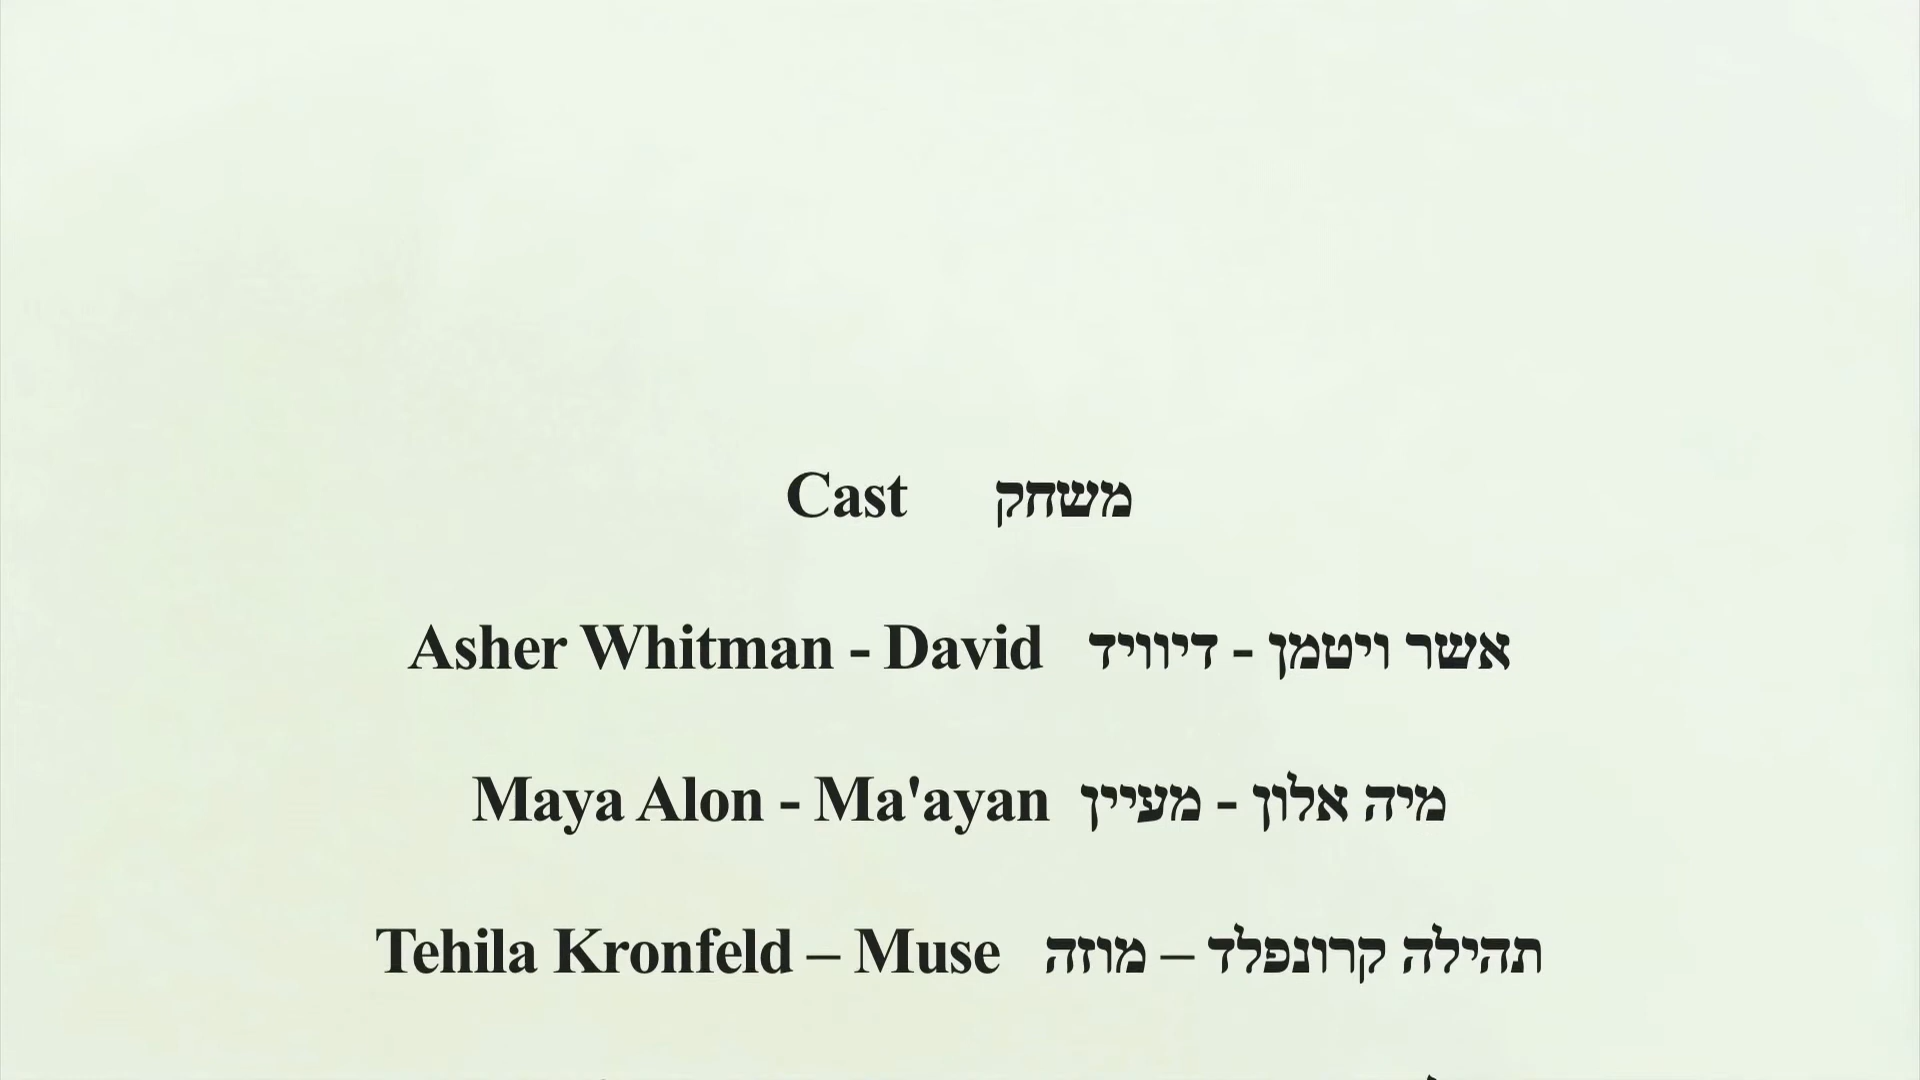 Cast משחק
Asher Whitman - David אשר ויטמן - דיוויד
Maya Alon - Ma'ayan מיה אלון - מעיין
Tehila Kronfeld – Muse תהילה קרונפלד – מוזה